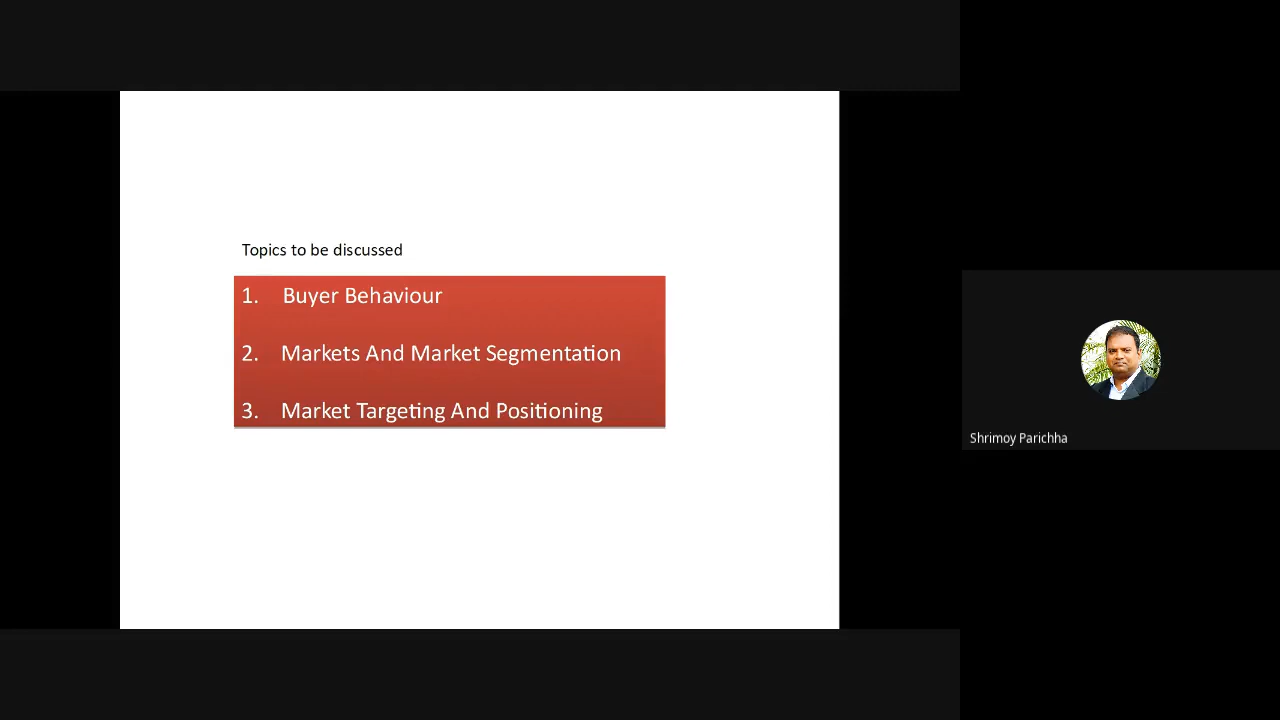 Topics to be discussed
1. Buyer Behaviour
2. Markets And Market Segmentation
3. Market Targeting And Positioning
Shrimoy Parichha